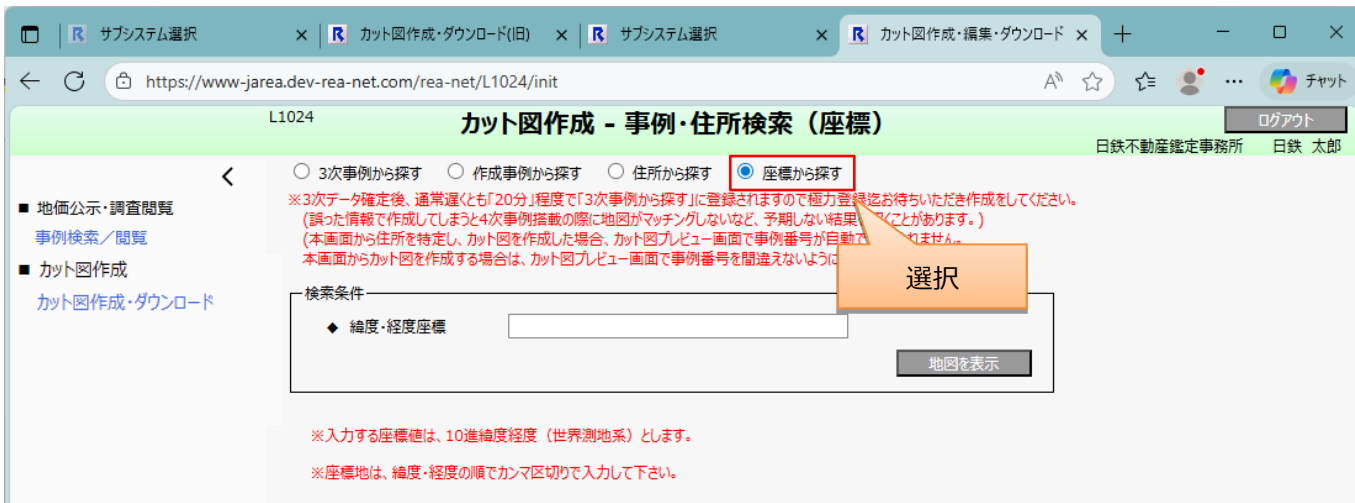 サブシステム選択
カット図作成・ダウンロード(旧)
サブシステム選択
カット図作成・編集・ダウンロード
https://www-jarea.dev-rea-net.com/rea-net/L1024/init
チャット
L1024
カット図作成 - 事例・住所検索（座標）
ログアウト
日鉄不動産鑑定事務所 日鉄 太郎
■ 地価公示・調査閲覧
事例検索／閲覧
■ カット図作成
カット図作成・ダウンロード
3次事例から探す 作成事例から探す 住所から探す 座標から探す
※3次データ確定後、通常遅くとも「20分」程度で「3次事例から探す」に登録されますので極力登録迄お待ちいただき作成をしてください。
(誤った情報で作成してしまうと4次事例搭載の際に地図がマッチングしないなど、予期しない結果 くことがあります。)
(本画面から住所を特定し、カット図を作成した場合、カット図プレビュー画面で事例番号が自動で されません。
本画面からカット図を作成する場合は、カット図プレビュー画面で事例番号を間違えないように
選択
検索条件
◆ 緯度・経度座標
地図を表示
※入力する座標値は、10進緯度経度（世界測地系）とします。
※座標地は、緯度・経度の順でカンマ区切りで入力して下さい。